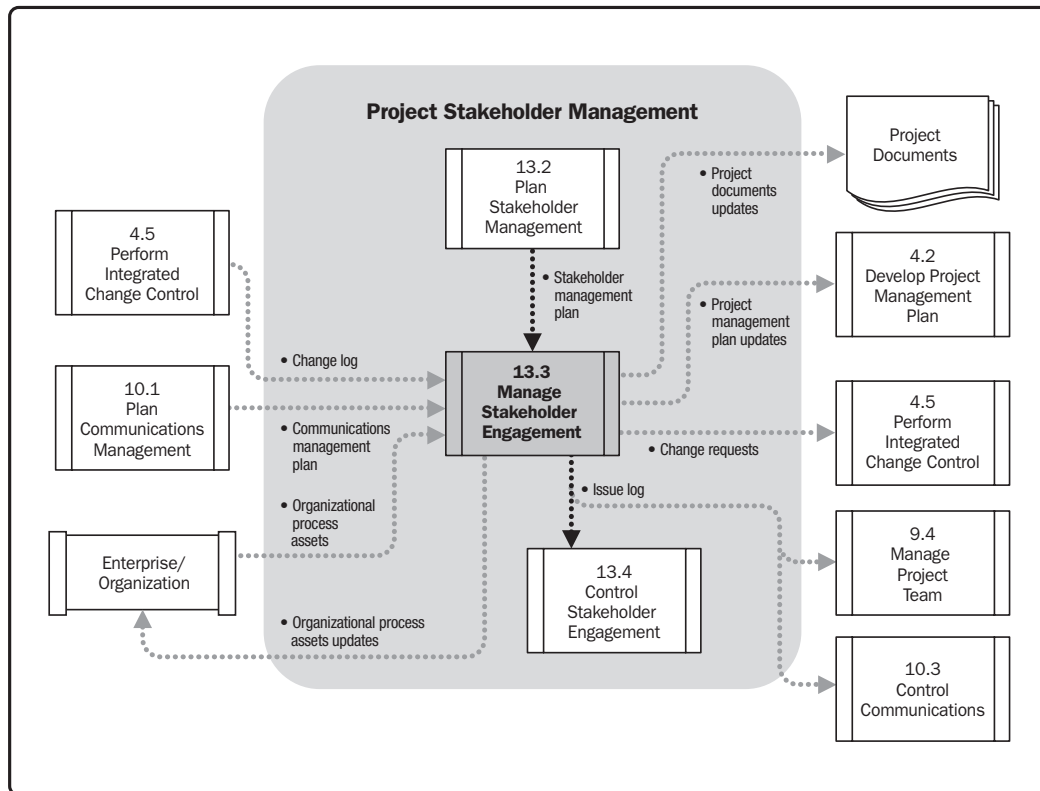 Project Stakeholder Management
13.2
Plan
Stakeholder
Management
Project
Documents
• Project
documents
updates
4.5
Perform
Integrated
Change Control
• Stakeholder
management
plan
4.2
Develop Project
Management
Plan
• Project
management
plan updates
• Change log
13.3
Manage
Stakeholder
Engagement
10.1
Plan
Communications
Management
• Communications
management
plan
4.5
Perform
Integrated
Change Control
• Change requests
• Issue log
• Organizational
process
assets
Enterprise/
Organization
13.4
Control
Stakeholder
Engagement
9.4
Manage
Project
Team
• Organizational process
assets updates
10.3
Control
Communications